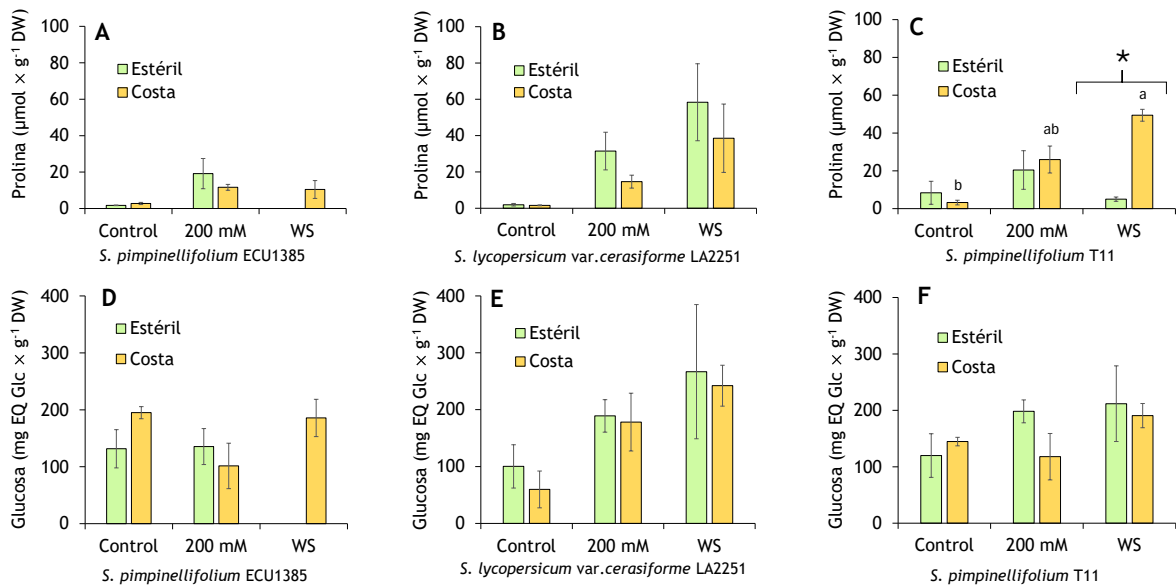 A
Prolina (µmol × g⁻¹ DW)
100
80
60
40
20
0
Estéril
Costa
Control 200 mM WS
S. pimpinellifolium ECU1385
B
Prolina (µmol × g⁻¹ DW)
100
80
60
40
20
0
Estéril
Costa
Control 200 mM WS
S. lycopersicum var.cerasiforme LA2251
C
Prolina (µmol × g⁻¹ DW)
100
80
60
40
20
0
Estéril
Costa
*
a
ab
b
Control 200 mM WS
S. pimpinellifolium T11
D
Glucosa (mg EQ Glc × g⁻¹ DW)
400
300
200
100
0
Estéril
Costa
Control 200 mM WS
S. pimpinellifolium ECU1385
E
Glucosa (mg EQ Glc × g⁻¹ DW)
400
300
200
100
0
Estéril
Costa
Control 200 mM WS
S. lycopersicum var.cerasiforme LA2251
F
Glucosa (mg EQ Glc × g⁻¹ DW)
400
300
200
100
0
Estéril
Costa
Control 200 mM WS
S. pimpinellifolium T11